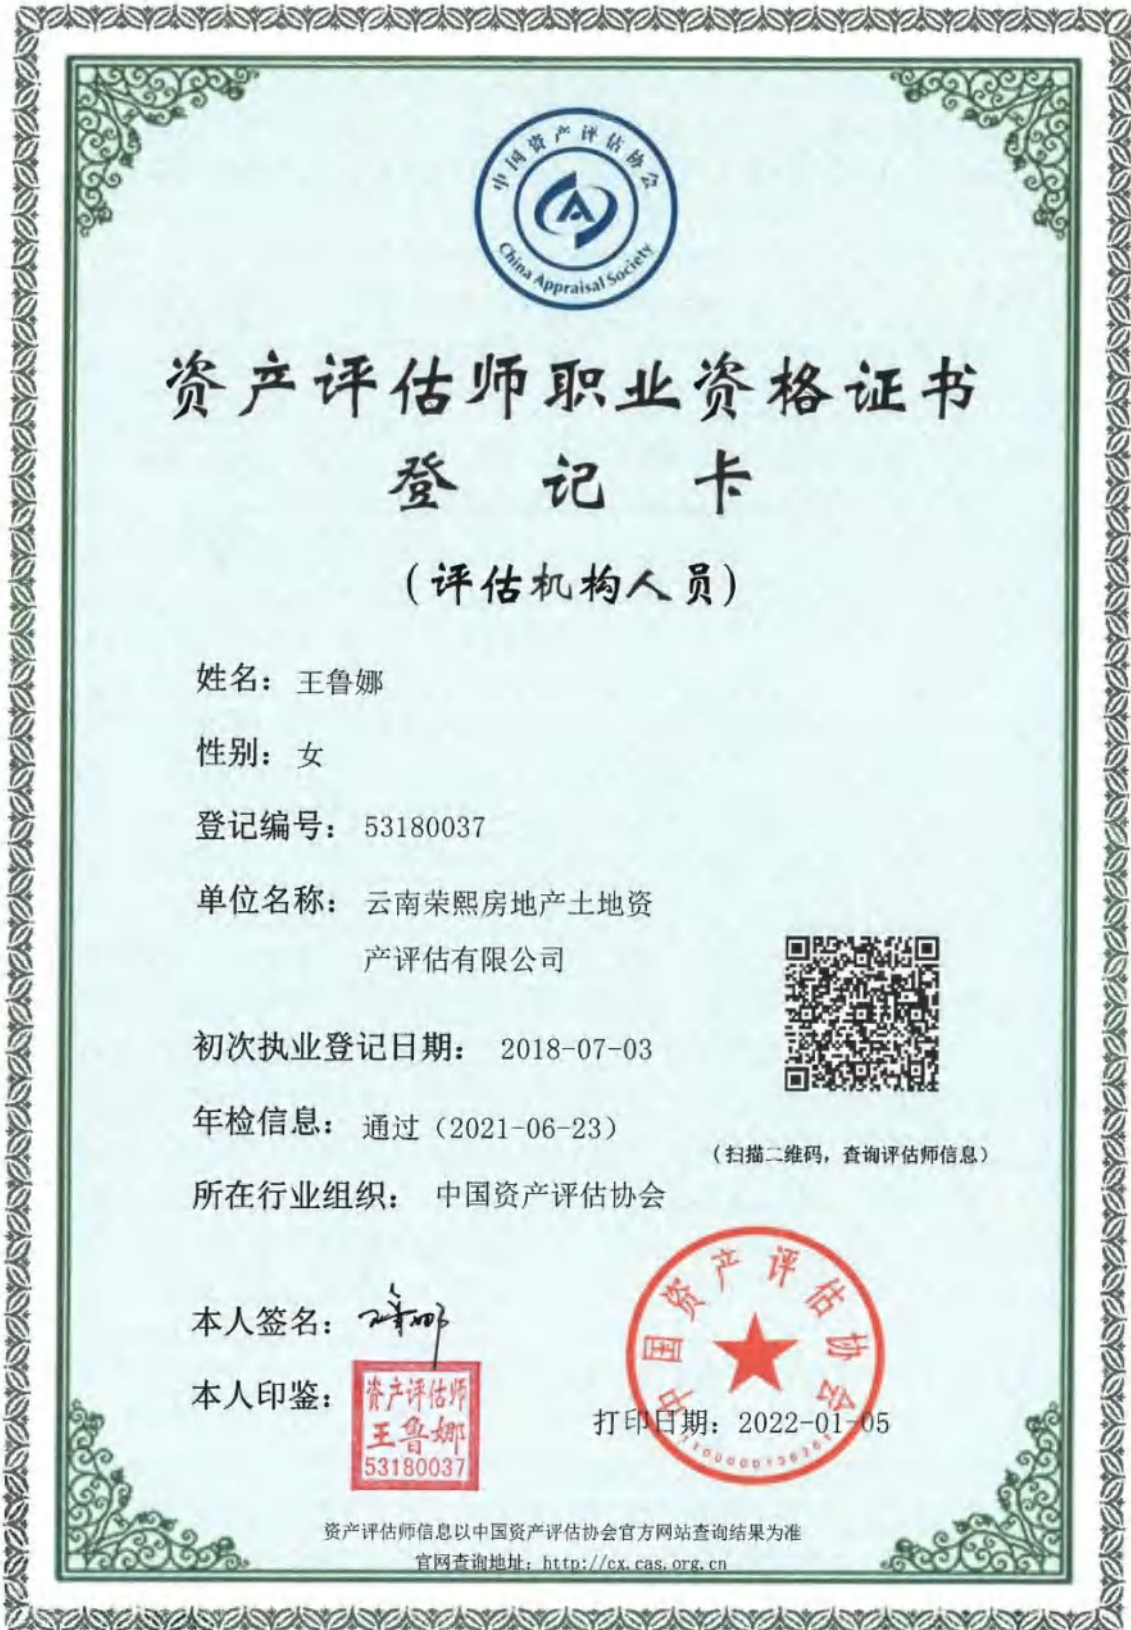 中国资产评估协会
China Appraisal Society
资产评估师职业资格证书
登记卡
(评估机构人员)
姓名：王鲁娜
性别：女
登记编号：53180037
单位名称：云南荣熙房地产土地资
产评估有限公司
初次执业登记日期：2018-07-03
年检信息：通过（2021-06-23）
（扫描二维码，查询评估师信息）
所在行业组织：中国资产评估协会
本人签名：
本人印鉴：
资产评估师
王鲁娜
53180037
中国资产评估协会
打印日期：2022-01-05
资产评估师信息以中国资产评估协会官方网站查询结果为准
官网查询地址：http://cx.cas.org.cn